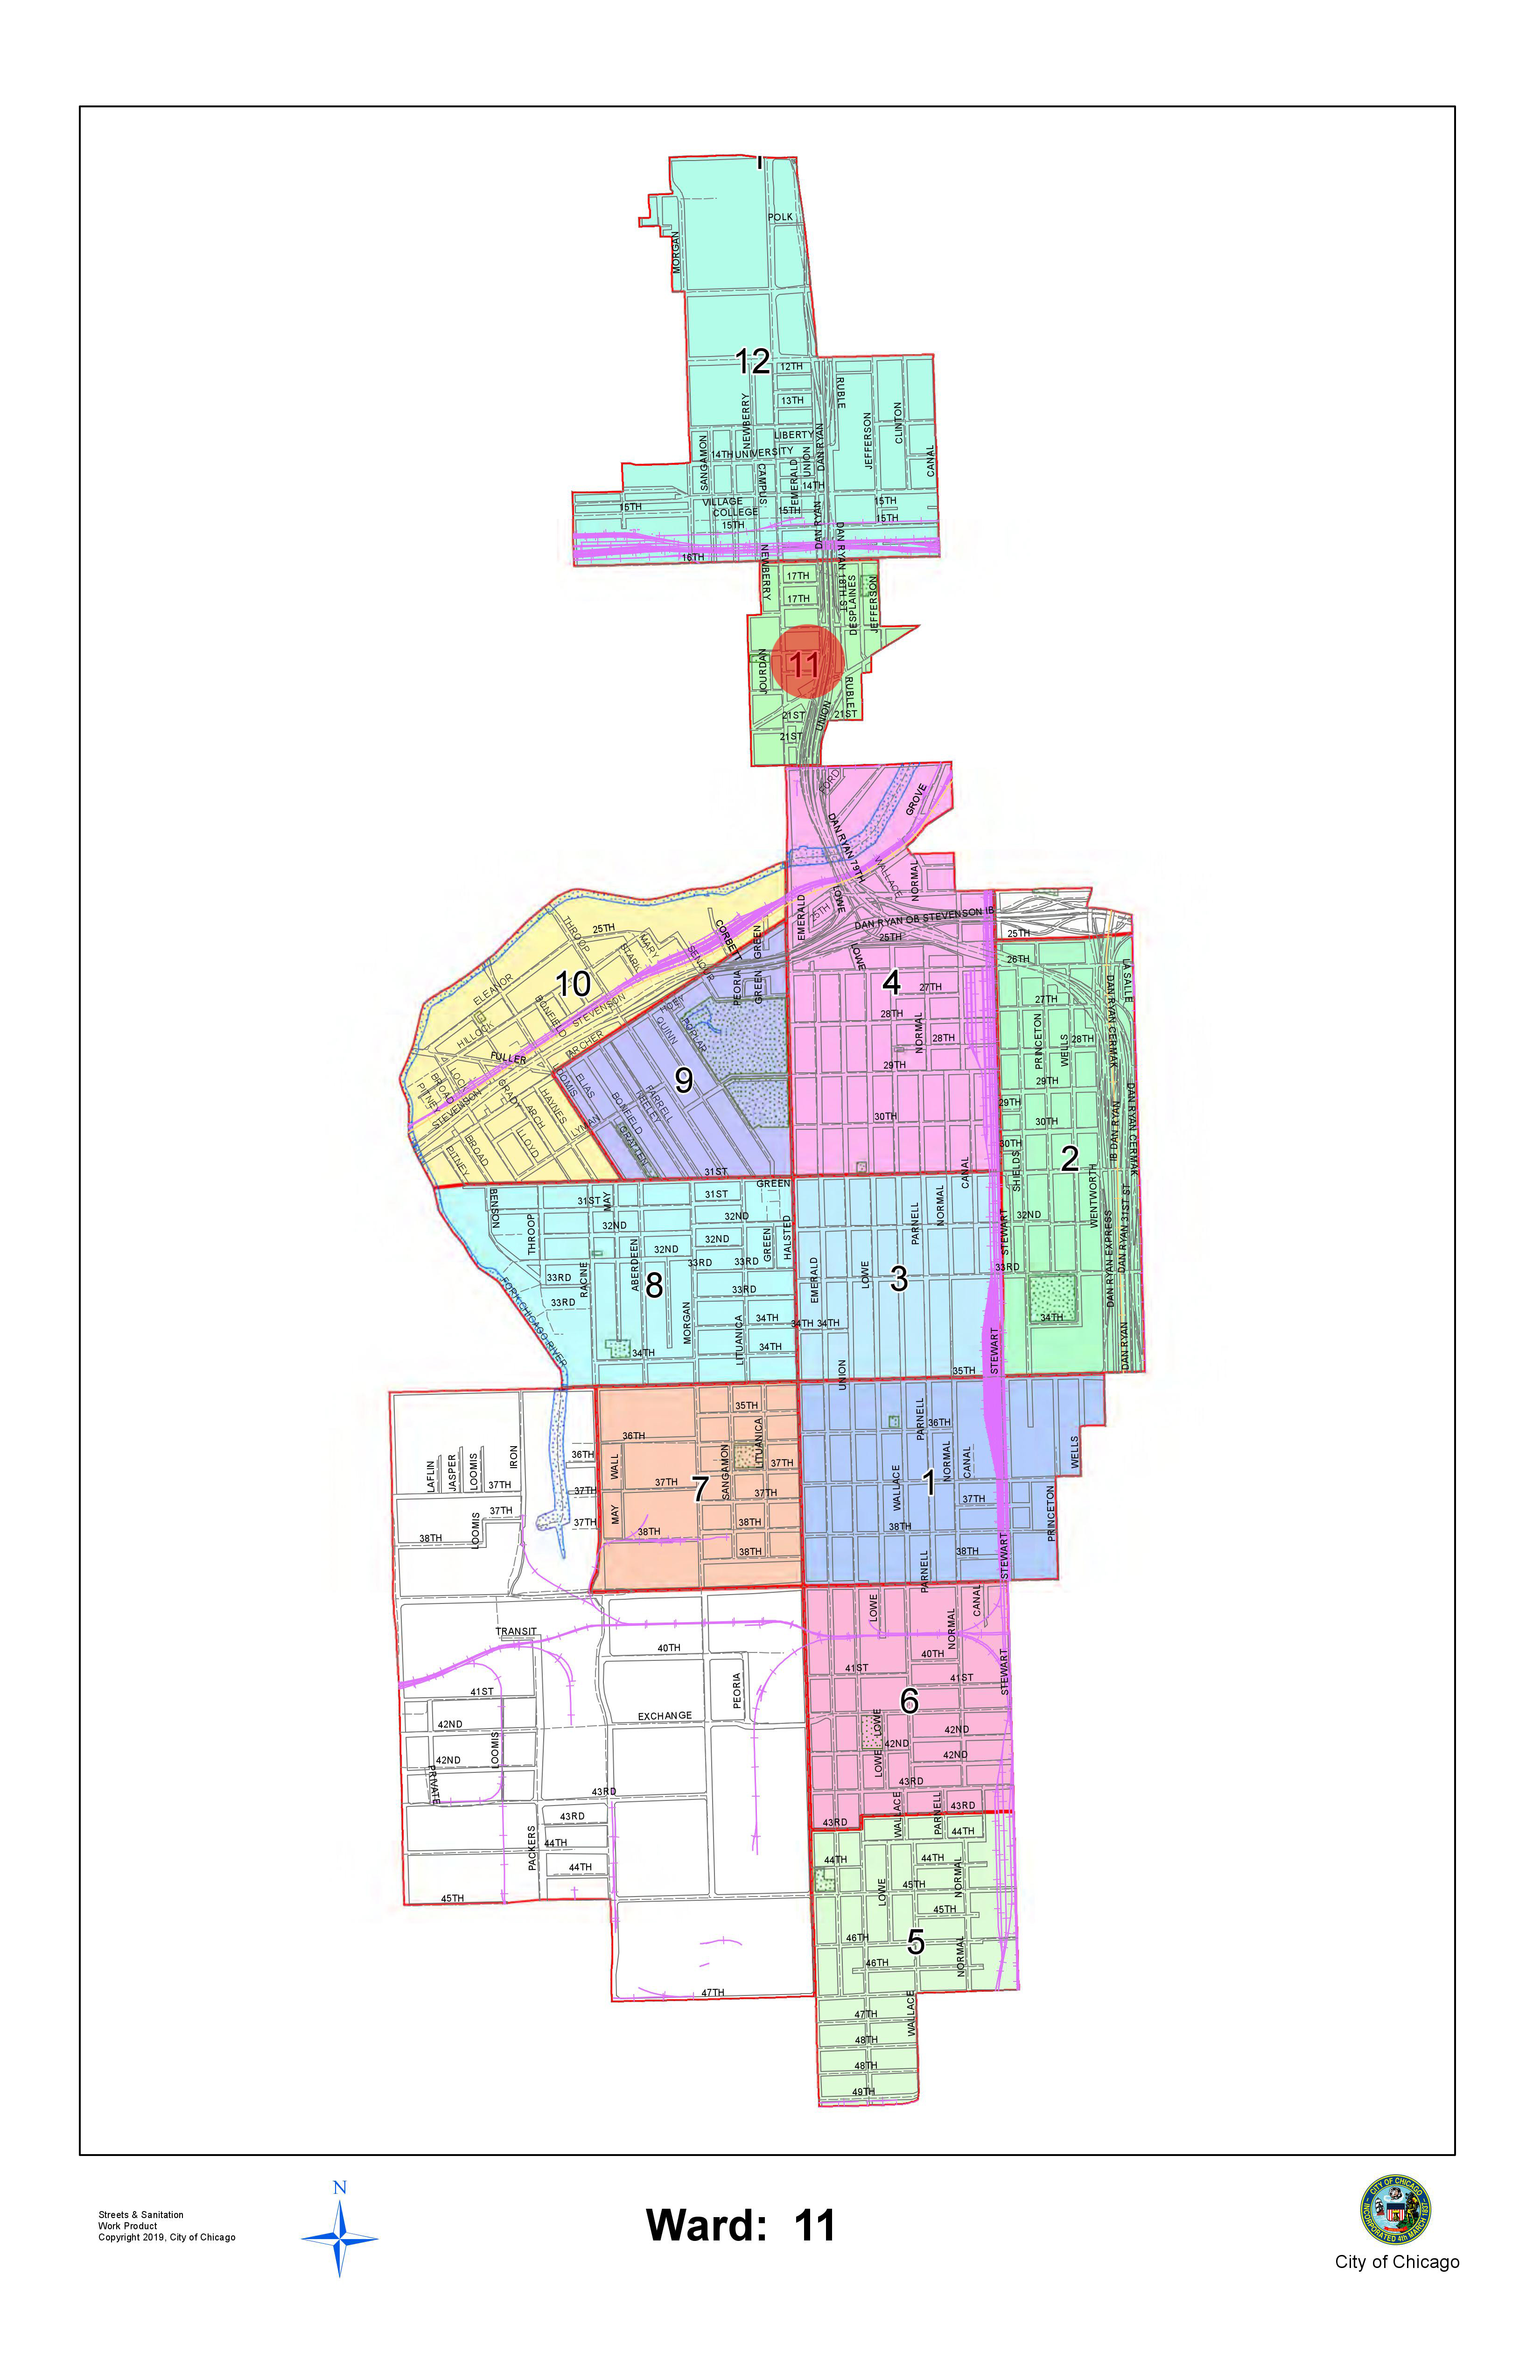 POLK
MORGAN
12
12TH
RUBLE
13TH
NEWBERRY
CLINTON
JEFFERSON
LIBERTY
DAN RYAN
SANGAMON
14TH UNIVERSITY
UNION
CANAL
CAMPUS
EMERALD
14TH
VILLAGE
15TH
15TH
COLLEGE
15TH
15TH
15TH
DAN RYAN
16TH
NEWBERRY
DAN RYAN 18TH ST
17TH
DESPLAINES
JEFFERSON
17TH
11
JOURDAN
RUBLE
21ST
UNION
21ST
21ST
FORD
GROVE
DAN RYAN 79TH
WALLACE
NORMAL
LOWE
EMERALD
25TH
DAN RYAN OB STEVENSON IB
25TH
THROOP
25TH
MARY
STARK
CORBETT
GREEN
25TH
LOWE
26TH
LA SALLE
SENOUR
10
ELEANOR
PEORIA
GREEN
4
27TH
27TH
DAN RYAN CERMAK
BONFIELD
STEVENSON
HOEY
QUINN
POPLAR
28TH
NORMAL
28TH
PRINCETON
WELLS
28TH
HILLOCK
ARCHER
FULLER
29TH
9
29TH
LOOMIS
ELIAS
LOCK
BROAD
PITNEY
GRADY
HAYNES
ARCH
STEVENSON
BONFIELD
FARRELL
KEELEY
29TH
30TH
30TH
DAN RYAN CERMAK
IB DAN RYAN
LYMAN
GRATTEN
LLOYD
BROAD
PITNEY
30TH
2
SHIELDS
31ST
CANAL
GREEN
WENTWORTH
BENSON
31ST
MAY
31ST
NORMAL
DAN RYAN 31ST ST
32ND
32ND
32ND
32ND
THROOP
GREEN
HALSTED
PARNELL
STEWART
32ND
33RD
33RD
33RD
33RD
33RD
33RD
DAN RYAN EXPRESS
RACINE
ABERDEEN
8
EMERALD
LOWE
3
FORK CHICAGO RIVER
MORGAN
LITUANICA
34TH
34TH
34TH
34TH
34TH
34TH
STEWART
DAN RYAN
UNION
35TH
35TH
36TH
LITUANICA
PARNELL
36TH
36TH
LAFLIN
JASPER
LOOMIS
IRON
WALL
SANGAMON
37TH
NORMAL
CANAL
WELLS
37TH
37TH
37TH
7
37TH
WALLACE
1
37TH
PRINCETON
37TH
37TH
MAY
38TH
LOOMIS
38TH
38TH
38TH
38TH
38TH
PARNELL
STEWART
LOWE
CANAL
TRANSIT
40TH
NORMAL
40TH
41ST
41ST
STEWART
PEORIA
41ST
6
EXCHANGE
42ND
LOWE
42ND
42ND
42ND
42ND
LOOMIS
PRIVATE
LOWE
43RD
43RD
43RD
43RD
43RD
WALLACE
PARNELL
44TH
44TH
PACKERS
44TH
44TH
44TH
45TH
LOWE
45TH
NORMAL
45TH
46TH
5
46TH
NORMAL
47TH
47TH
WALLACE
48TH
48TH
49TH
N
Streets & Sanitation
Work Product
Copyright 2019, City of Chicago
Ward: 11
CITY OF CHICAGO
INCORPORATED 4th MARCH 1837
City of Chicago